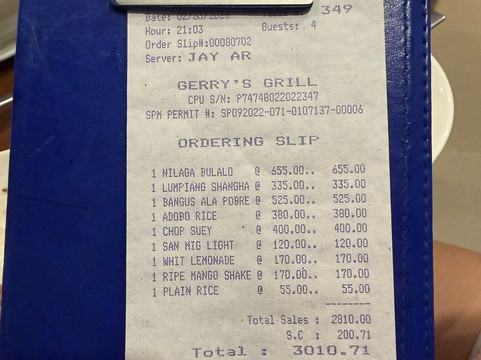 349
Hour: 21:03 Guests: 4
Order Slip#:00080702
Server: JAY AR
GERRY'S GRILL
CPU S/N: P74748022022347
SPM PERMIT #: SP092022-071-0107137-00006
ORDERING SLIP
1 NILAGA BULALO @ 655.00.. 655.00
1 LUMPIANG SHANGHA @ 335.00.. 335.00
1 BANGUS ALA POBRE @ 525.00.. 525.00
1 ADOBO RICE @ 380.00.. 380.00
1 CHOP SUEY @ 400.00.. 400.00
1 SAN MIG LIGHT @ 120.00.. 120.00
1 WHIT LEMONADE @ 170.00.. 170.00
1 RIPE MANGO SHAKE @ 170.00.. 170.00
1 PLAIN RICE @ 55.00.. 55.00
--------
Total Sales : 2810.00
S.C : 200.71
Total : 3010.71